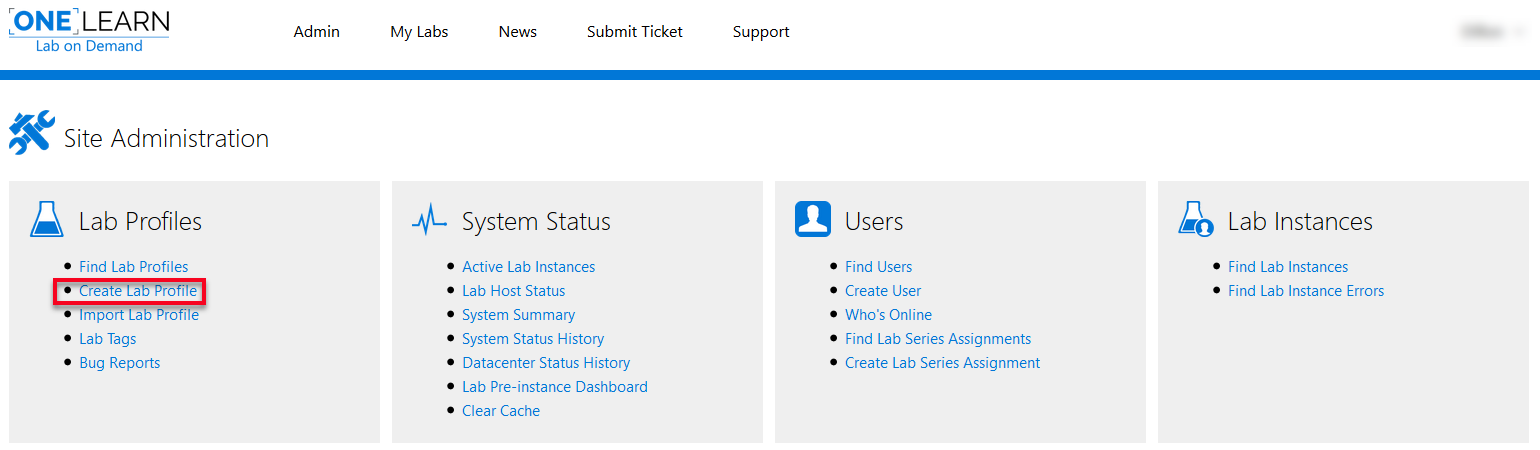 ONE LEARN
Lab on Demand
Admin My Labs News Submit Ticket Support
Site Administration
Lab Profiles
Find Lab Profiles
Create Lab Profile
Import Lab Profile
Lab Tags
Bug Reports
System Status
Active Lab Instances
Lab Host Status
System Summary
System Status History
Datacenter Status History
Lab Pre-instance Dashboard
Clear Cache
Users
Find Users
Create User
Who's Online
Find Lab Series Assignments
Create Lab Series Assignment
Lab Instances
Find Lab Instances
Find Lab Instance Errors